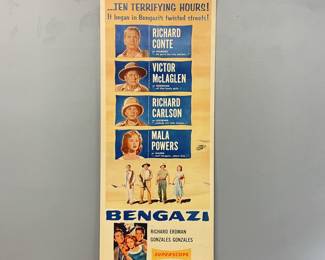 ...TEN TERRIFYING HOURS!
It began in Bengazi's twisted streets!
RICHARD
CONTE
VICTOR
McLAGLEN
RICHARD
CARLSON
MALA
POWERS
BENGAZI
RICHARD ERDMAN
GONZALES GONZALES
SUPERSCOPE